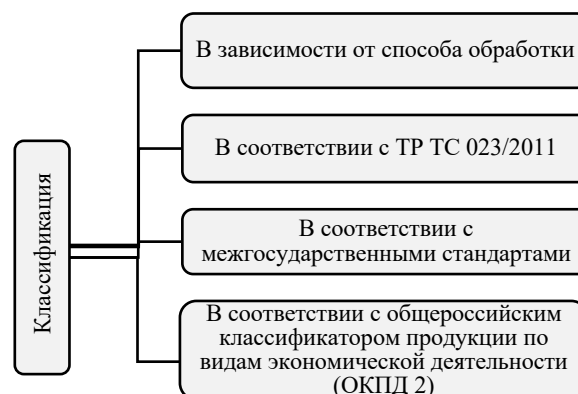 Классификация
В зависимости от способа обработки
В соответствии с ТР ТС 023/2011
В соответствии с
межгосударственными стандартами
В соответствии с общероссийским
классификатором продукции по
видам экономической деятельности
(ОКПД 2)